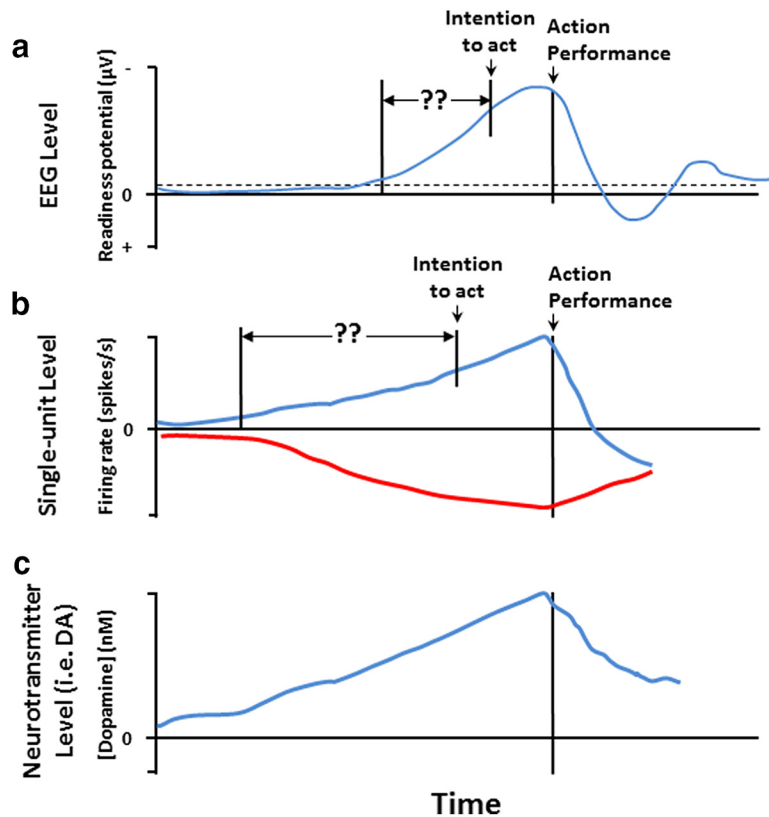 a
EEG Level
Readiness potential (µV)
-
0
+
??
Intention
to act
Action
Performance
b
Single-unit Level
Firing rate (spikes/s)
0
??
Intention
to act
Action
Performance
c
Neurotransmitter
Level (i.e. DA)
[Dopamine] (nM)
0
Time